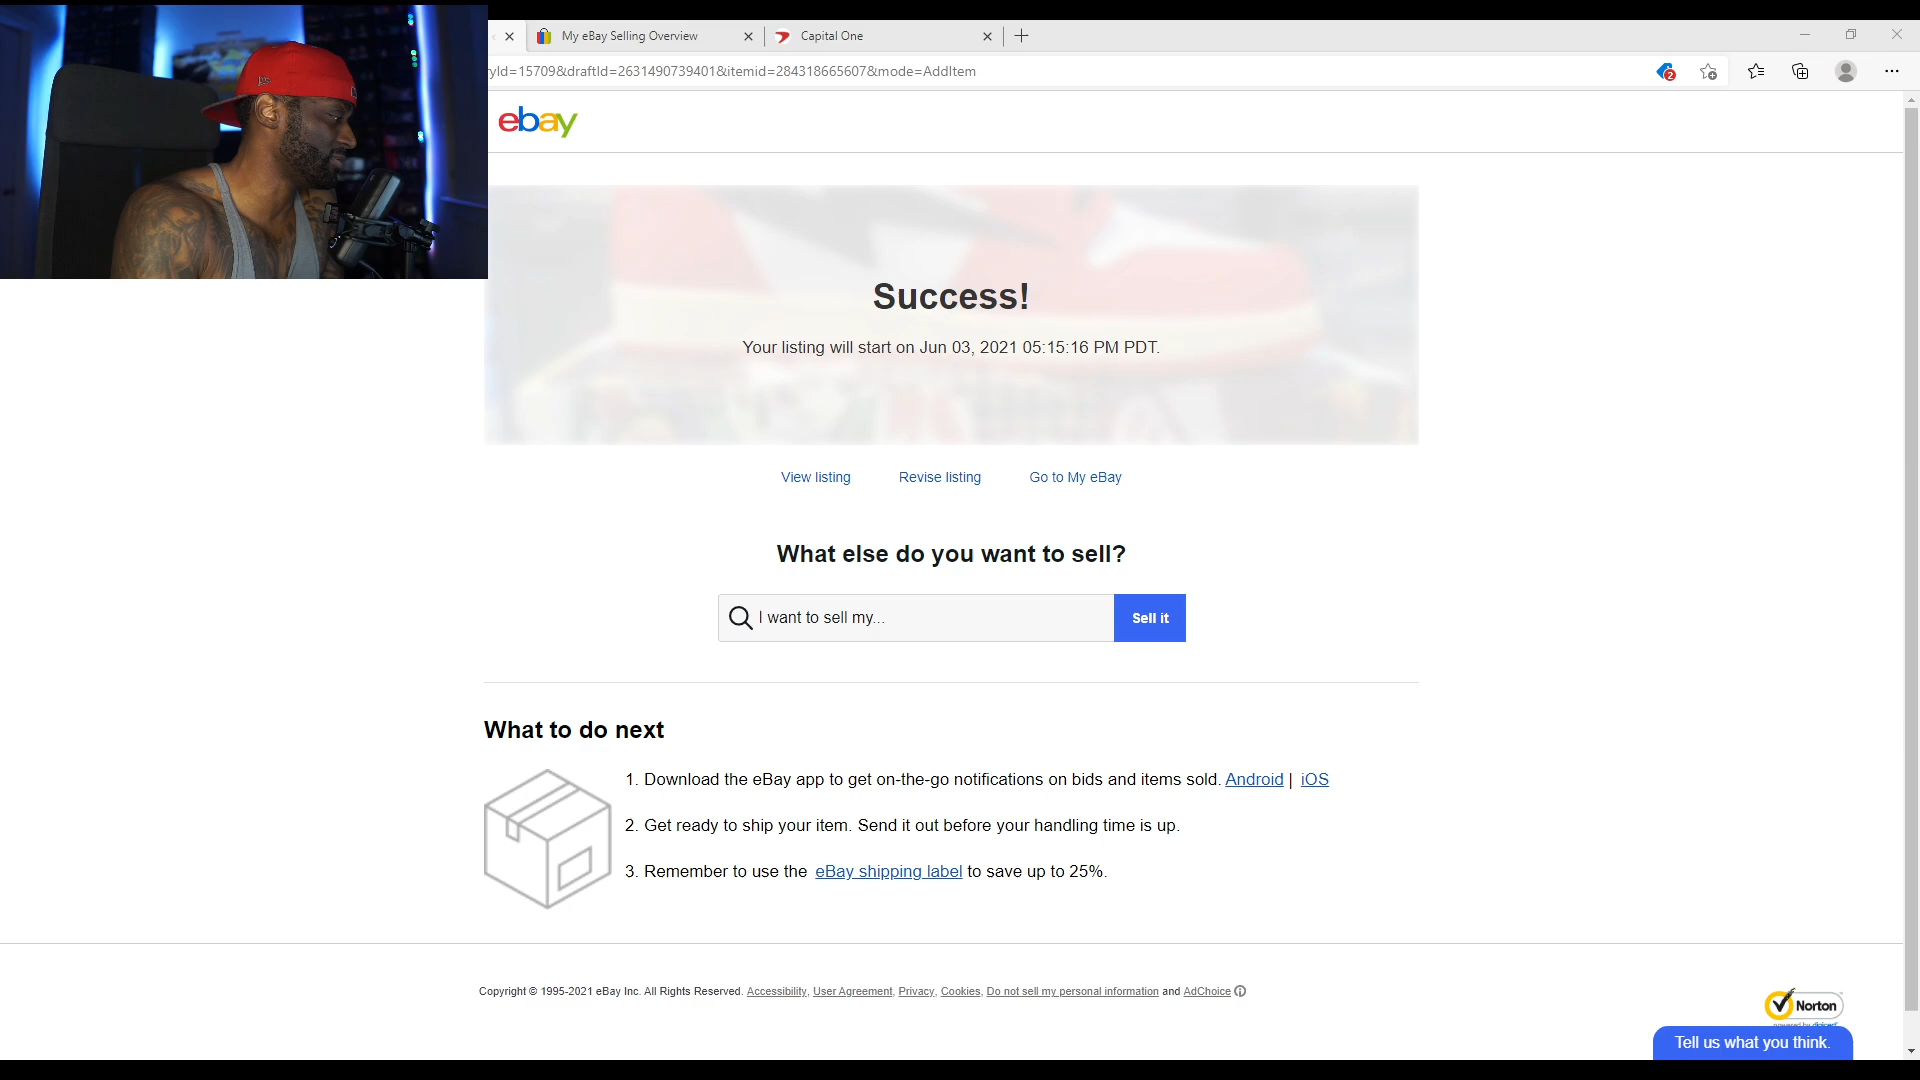 My eBay Selling Overview
Capital One
yId=15709&draftId=2631490739401&itemid=284318665607&mode=AddItem
2
ebay
Success!
Your listing will start on Jun 03, 2021 05:15:16 PM PDT.
View listing
Revise listing
Go to My eBay
What else do you want to sell?
I want to sell my...
Sell it
What to do next
1. Download the eBay app to get on-the-go notifications on bids and items sold. Android | iOS
2. Get ready to ship your item. Send it out before your handling time is up.
3. Remember to use the eBay shipping label to save up to 25%.
Copyright © 1995-2021 eBay Inc. All Rights Reserved. Accessibility, User Agreement, Privacy, Cookies, Do not sell my personal information and AdChoice
Norton
Tell us what you think.